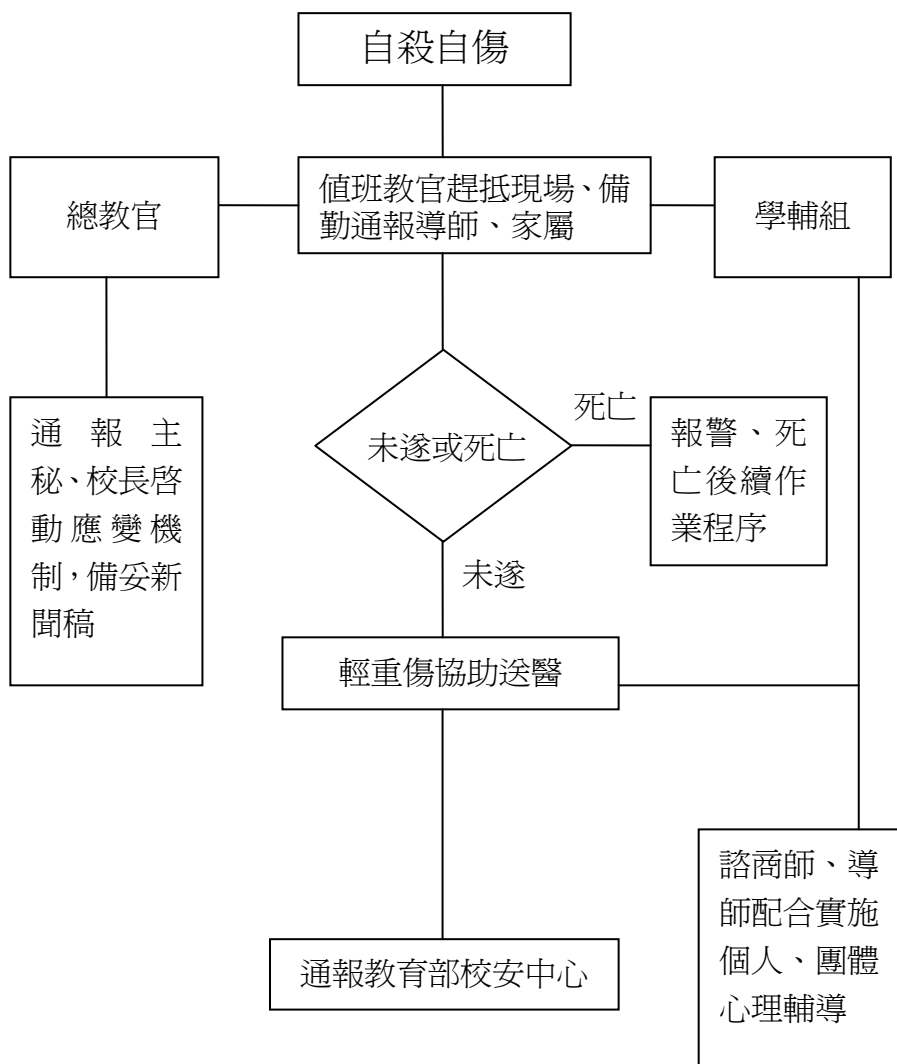 自殺自傷
總教官
值班教官趕抵現場、備
勤通報導師、家屬
學輔組
通報主
秘、校長啓
動應變機
制，備妥新
聞稿
未遂或死亡
死亡
報警、死
亡後續作
業程序
未遂
輕重傷協助送醫
通報教育部校安中心
諮商師、導
師配合實施
個人、團體
心理輔導